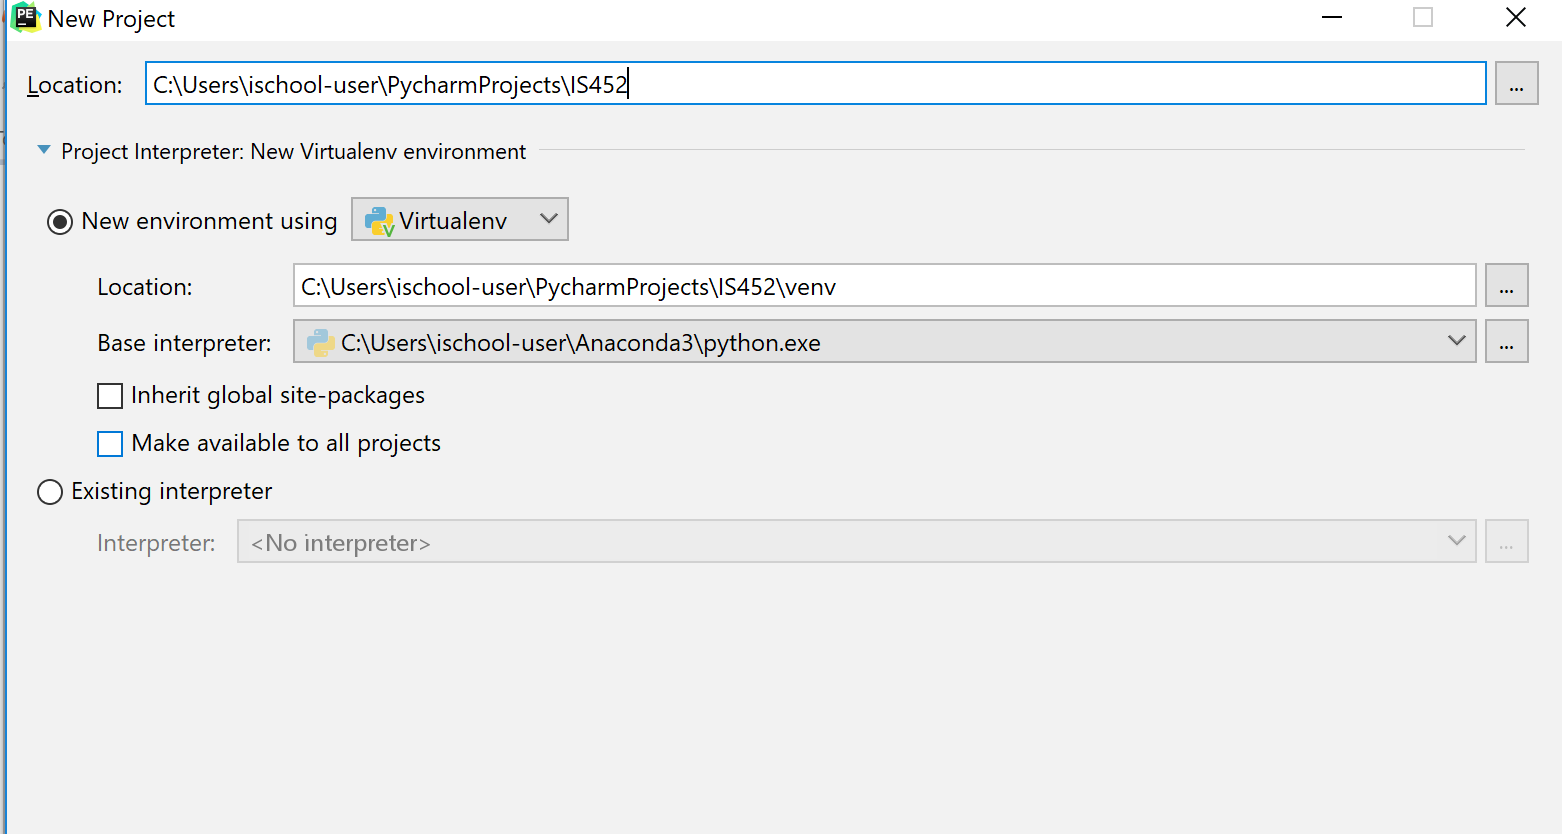 PE New Project
Location: C:\Users\ischool-user\PycharmProjects\IS452 ...
Project Interpreter: New Virtualenv environment
New environment using Virtualenv
Location: C:\Users\ischool-user\PycharmProjects\IS452\venv ...
Base interpreter: C:\Users\ischool-user\Anaconda3\python.exe ...
Inherit global site-packages
Make available to all projects
Existing interpreter
Interpreter: <No interpreter> ...